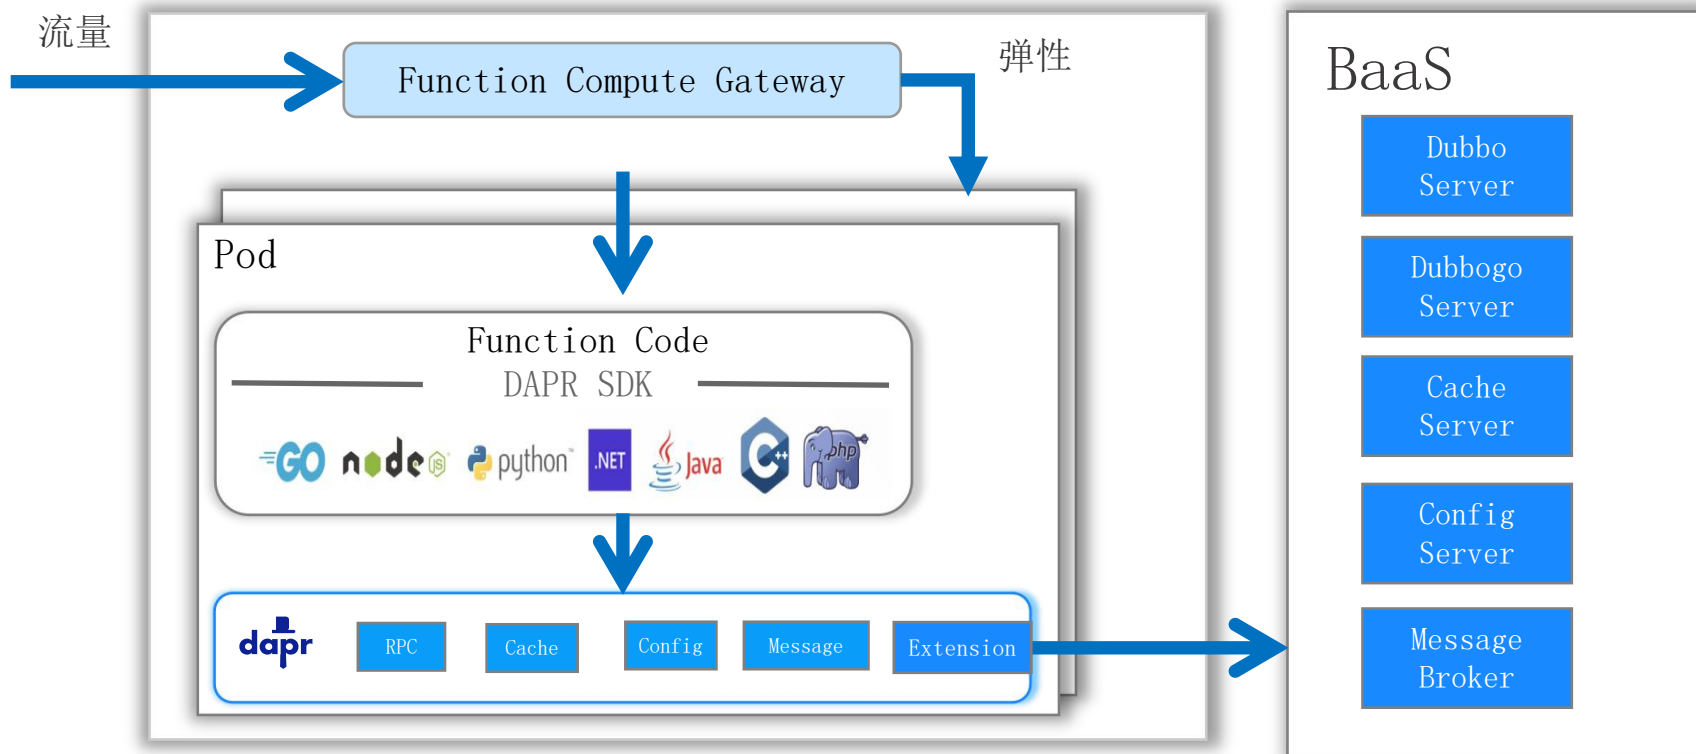 流量
Function Compute Gateway
弹性
Pod
Function Code
DAPR SDK
GO
node
JS
python
.NET
Java
C++
php
dapr
RPC
Cache
Config
Message
Extension
BaaS
Dubbo
Server
Dubbogo
Server
Cache
Server
Config
Server
Message
Broker